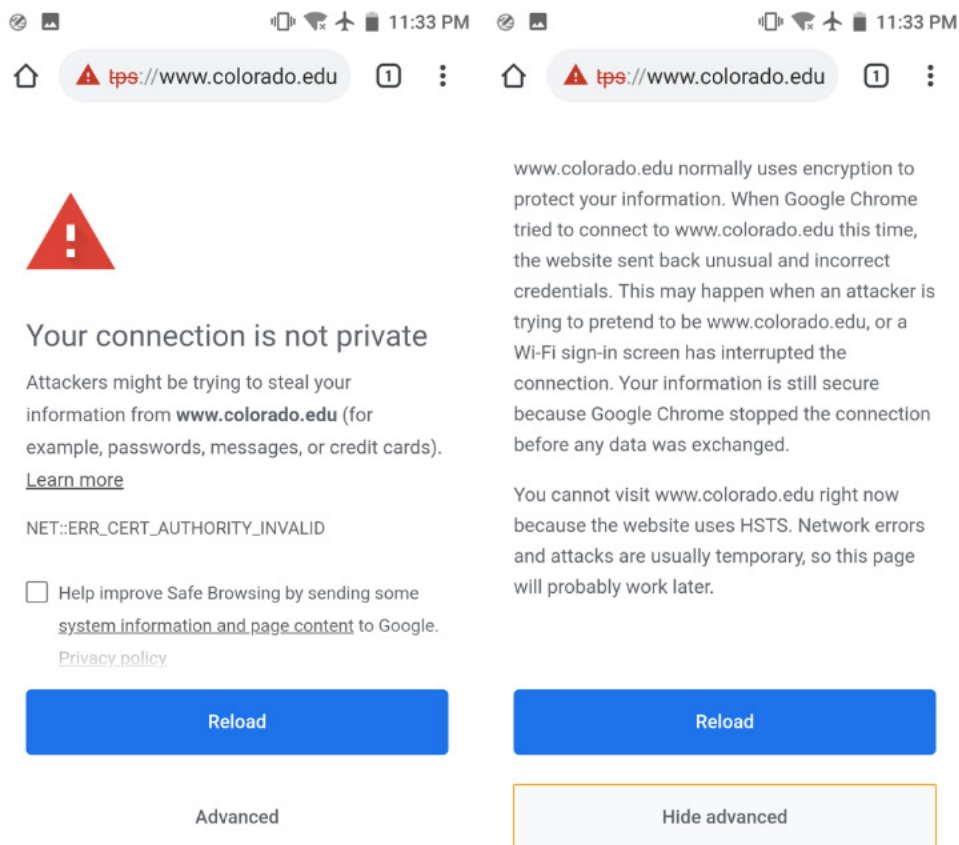 11:33 PM
tps://www.colorado.edu
1
Your connection is not private
Attackers might be trying to steal your
information from www.colorado.edu (for
example, passwords, messages, or credit cards).
Learn more
NET::ERR_CERT_AUTHORITY_INVALID
Help improve Safe Browsing by sending some
system information and page content to Google.
Privacy policy
Reload
Advanced
11:33 PM
tps://www.colorado.edu
1
www.colorado.edu normally uses encryption to
protect your information. When Google Chrome
tried to connect to www.colorado.edu this time,
the website sent back unusual and incorrect
credentials. This may happen when an attacker is
trying to pretend to be www.colorado.edu, or a
Wi-Fi sign-in screen has interrupted the
connection. Your information is still secure
because Google Chrome stopped the connection
before any data was exchanged.
You cannot visit www.colorado.edu right now
because the website uses HSTS. Network errors
and attacks are usually temporary, so this page
will probably work later.
Reload
Hide advanced